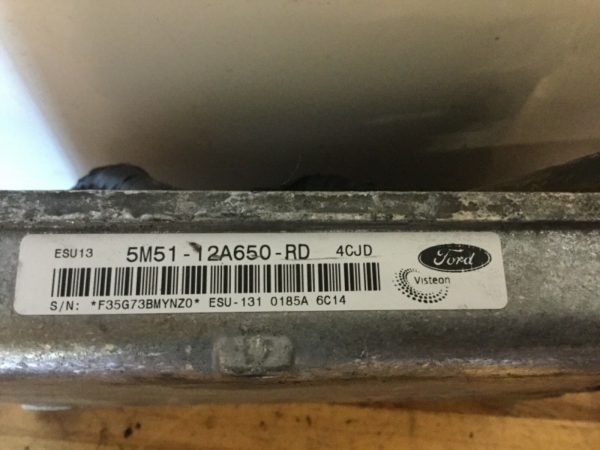 ESU13 5M51-12A650-RD 4CJD
Ford
Visteon
S/N: *F35G73BMYNZ0* ESU-131 0185A 6C14